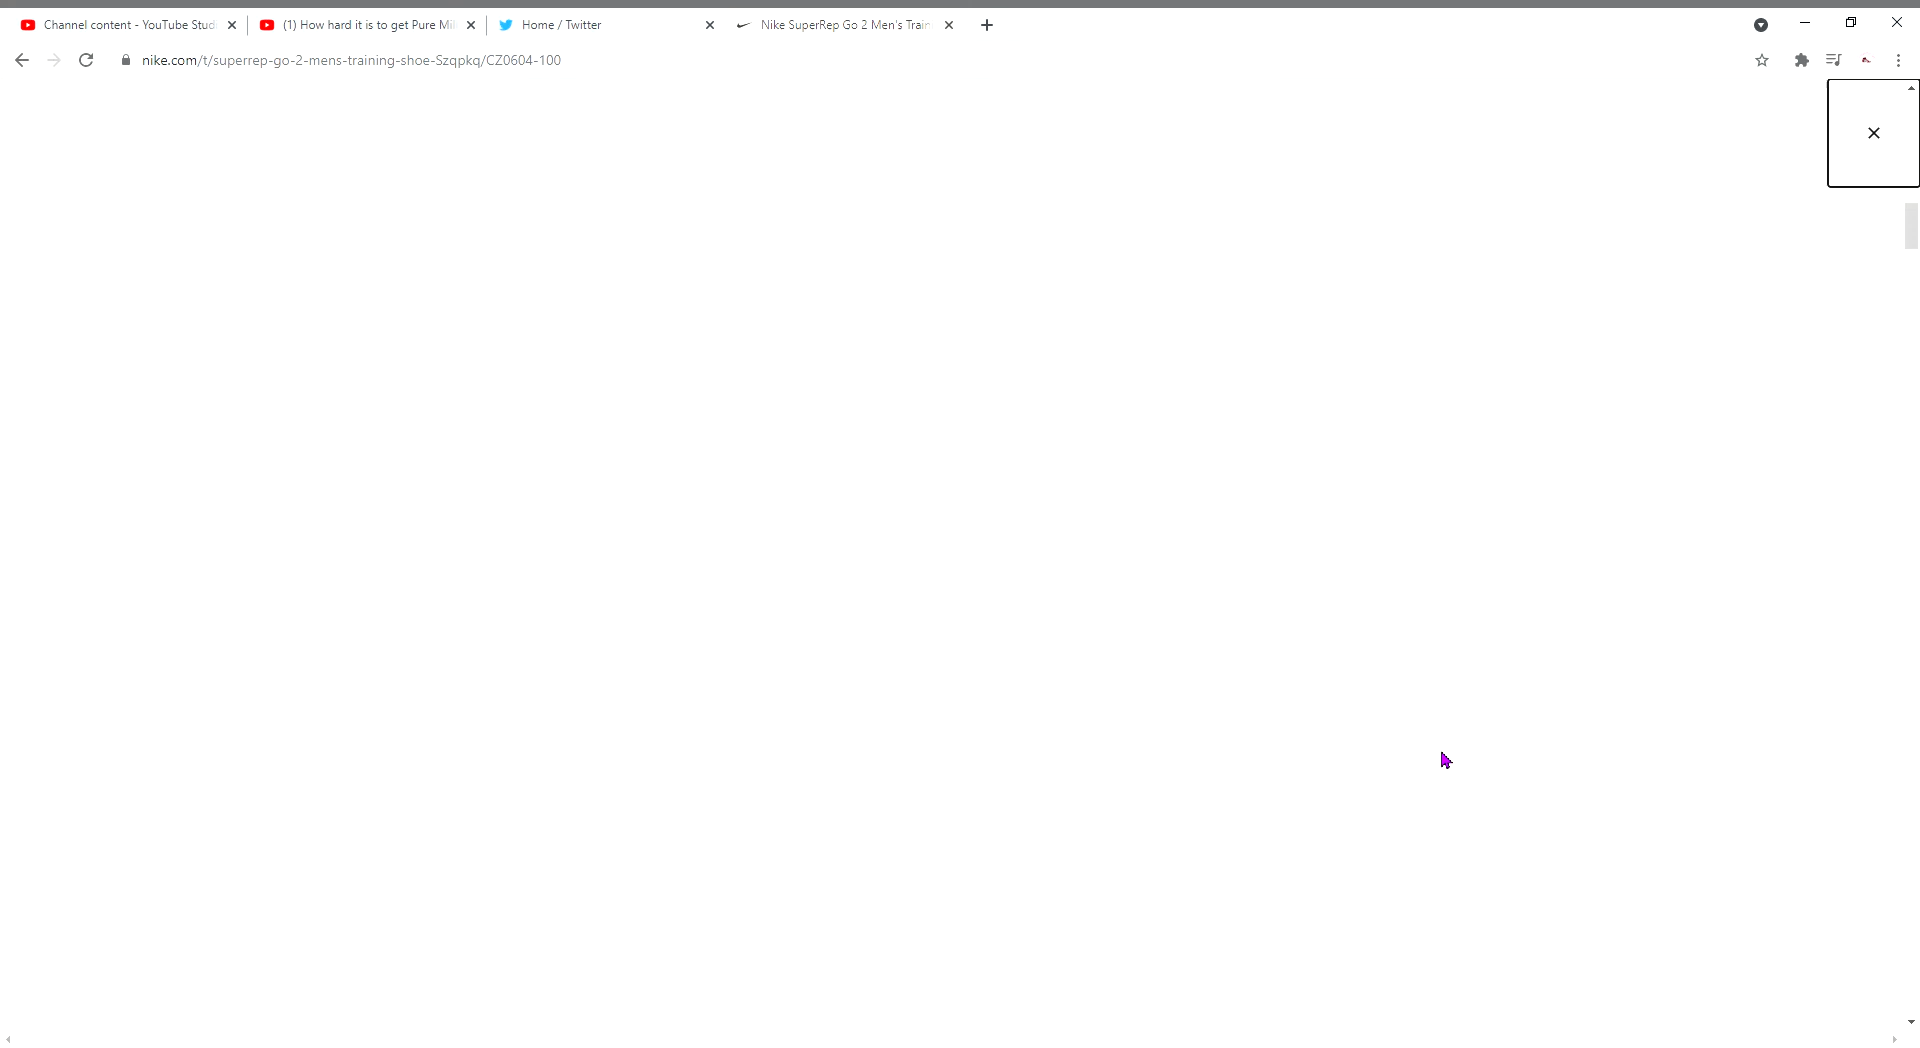 Channel content - YouTube Stud
(1) How hard it is to get Pure Mi
Home / Twitter
Nike SuperRep Go 2 Men's Train
nike.com/t/superrep-go-2-mens-training-shoe-Szqpkq/CZ0604-100